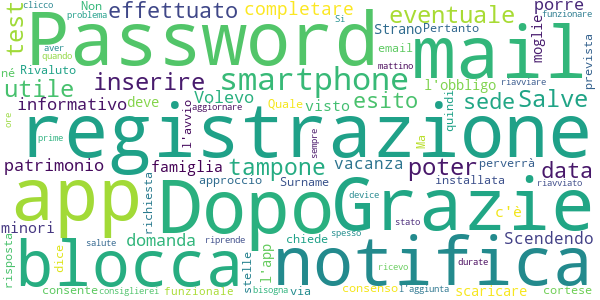 clicco Non effettuato completare Si eventuale porre
problema Password mail Strano Pertanto funzionare
aver quando email moglie prevista
test né Rivaluto inserire smartphone l'obbligo
utile Volevo visto esito sede Salve
informativo deve aggiornare l'avvio Quale Ma quindi riavviare
ore prime registrazione mattino sempre
patrimonio famiglia tampone vacanza poter perverrà data
app richiesta approccio Surname installata riavviato
minori Dopo Grazie c'è Scendendo
risposta domanda chiede device stato
blocca notifica
dice salute riprende l'app stelle spesso durate
consente consiglierei funzionale bisogna via consenso ricevo l'aggiunta scaricare cortese